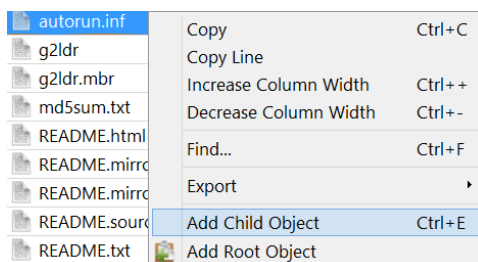 autorun.inf
g2ldr
g2ldr.mbr
md5sum.txt
README.html
README.mirro
README.mirro
README.sourc
README.txt
Copy Ctrl+C
Copy Line
Increase Column Width Ctrl++
Decrease Column Width Ctrl+-
Find... Ctrl+F
Export
Add Child Object Ctrl+E
Add Root Object